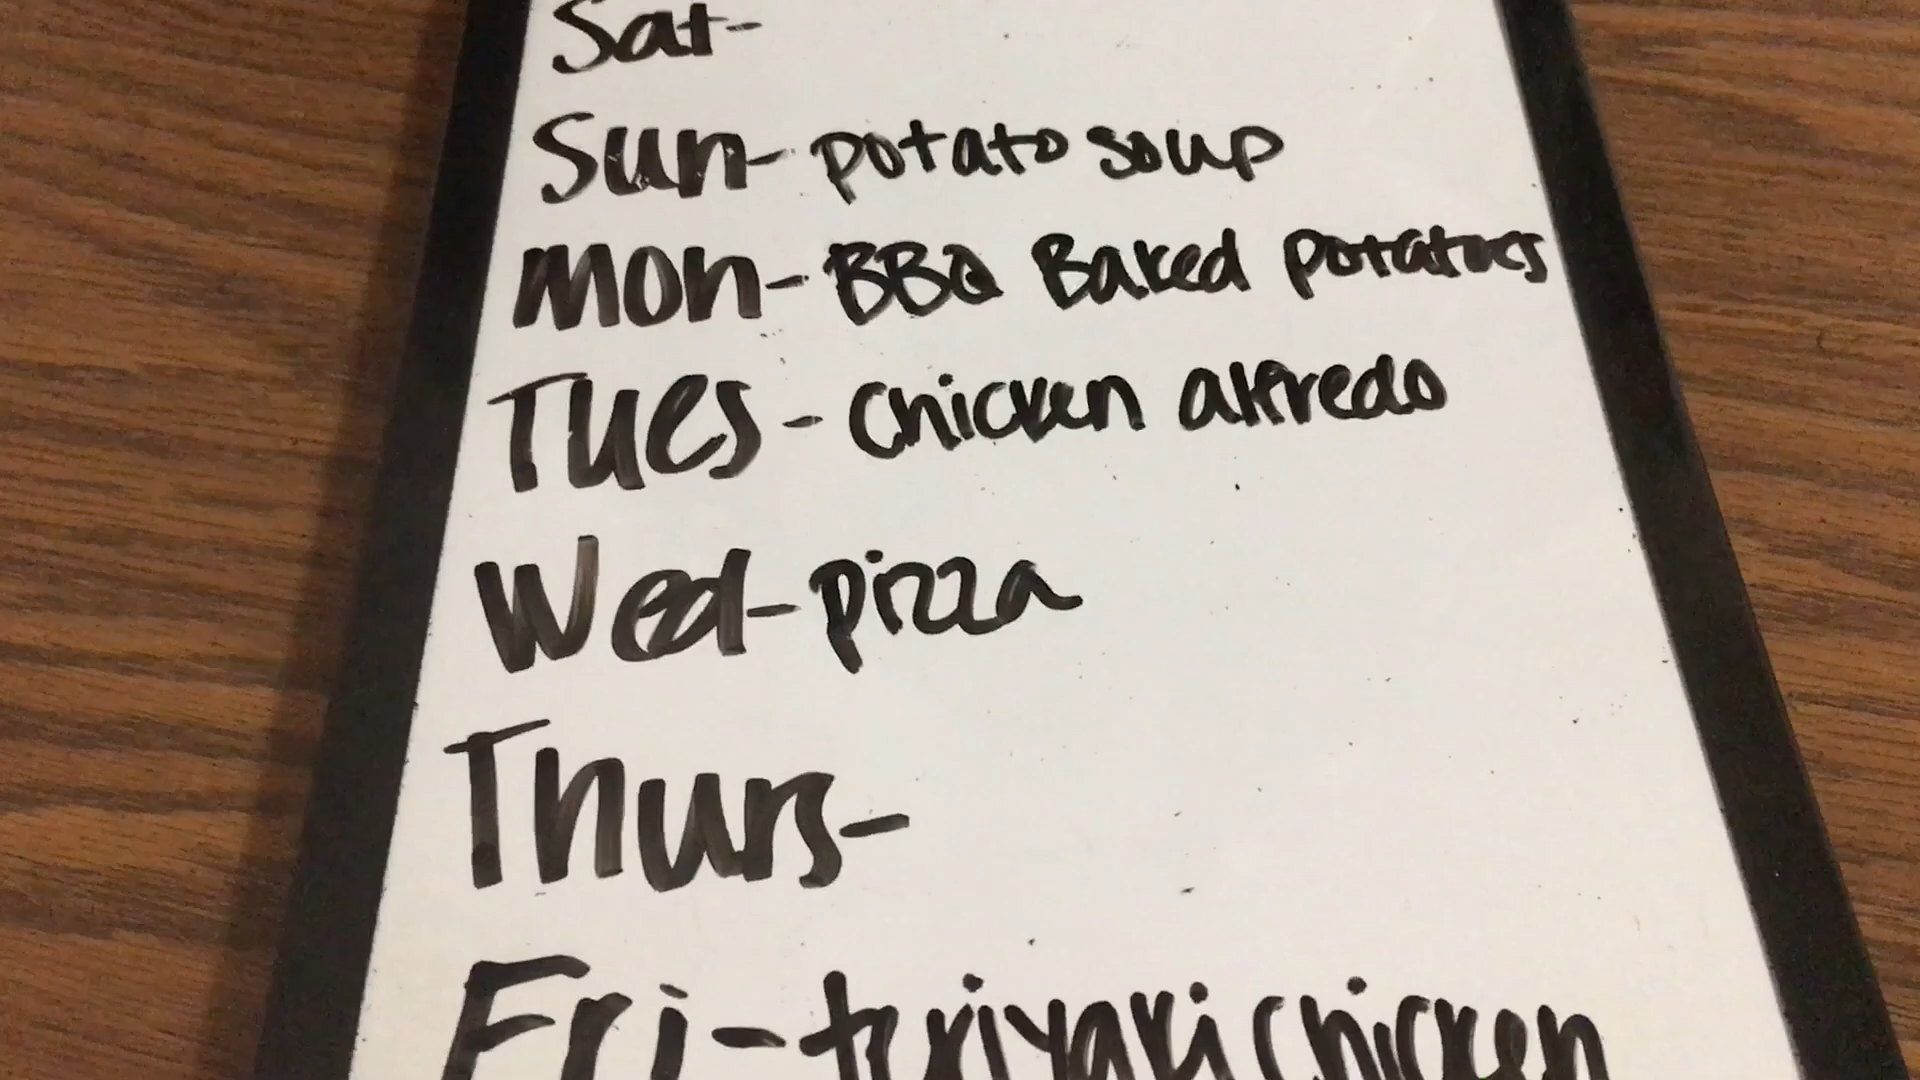 Sat-
Sun- potato soup
Mon- BBQ Baked potatoes
Tues - Chicken alfredo
Wed- pizza
Thurs-
Fri- teriyaki chicken